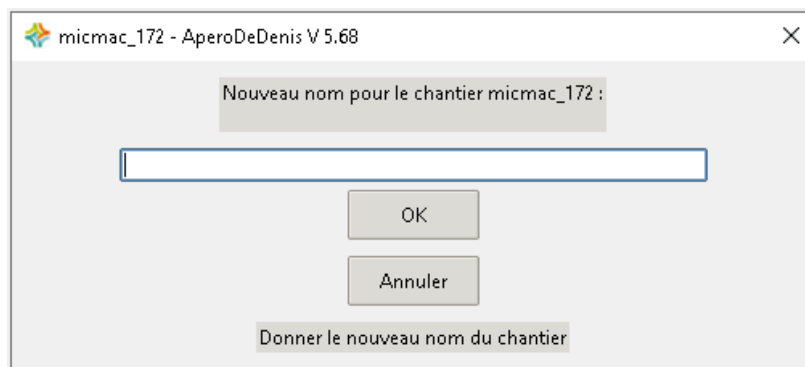 micmac_172 - AperoDeDenis V 5.68
Nouveau nom pour le chantier micmac_172 :
OK
Annuler
Donner le nouveau nom du chantier